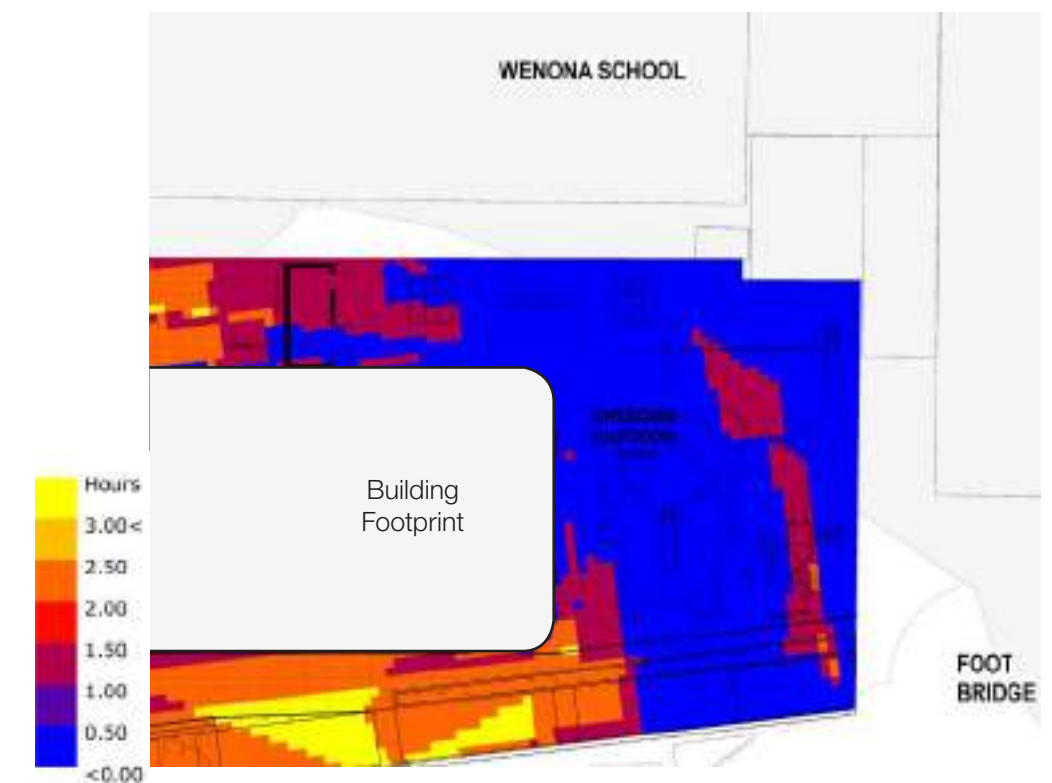 WENONA SCHOOL
Building
Footprint
Hours
3.00<
2.50
2.00
1.50
1.00
0.50
<0.00
FOOT
BRIDGE